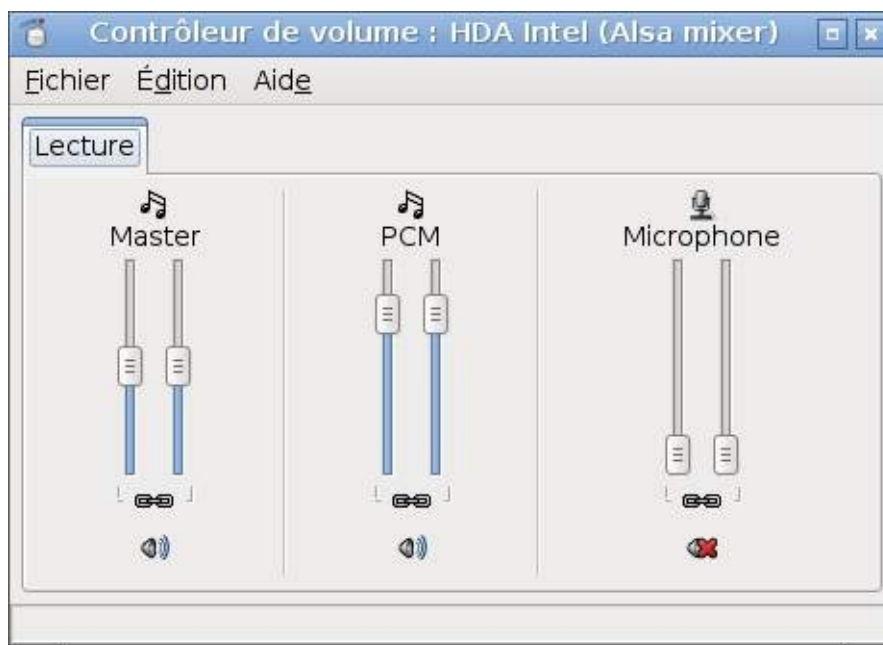 Contrôleur de volume : HDA Intel (Alsa mixer)
Fichier Édition Aide
Lecture
Master PCM Microphone